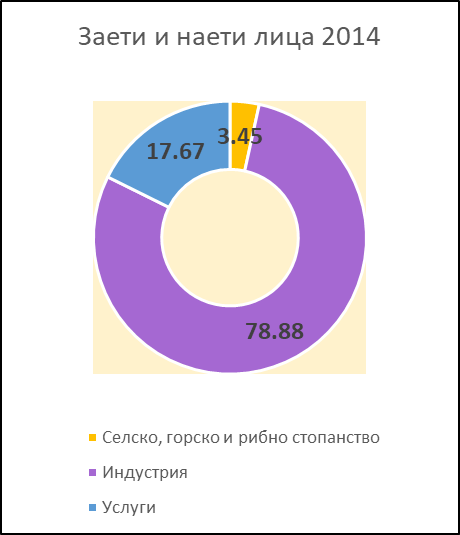 Заети и наети лица 2014
3.45
17.67
78.88
Селско, горско и рибно стопанство
Индустрия
Услуги